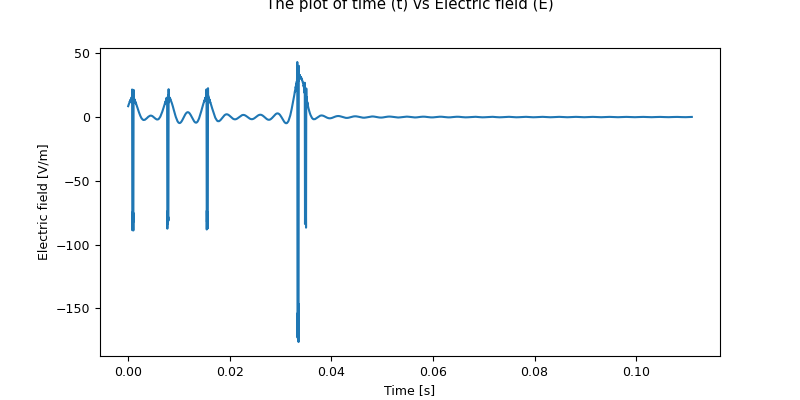 The plot of time (t) vs Electric field (E)
50
0
−50
−100
−150
Electric field [V/m]
0.00 0.02 0.04 0.06 0.08 0.10
Time [s]